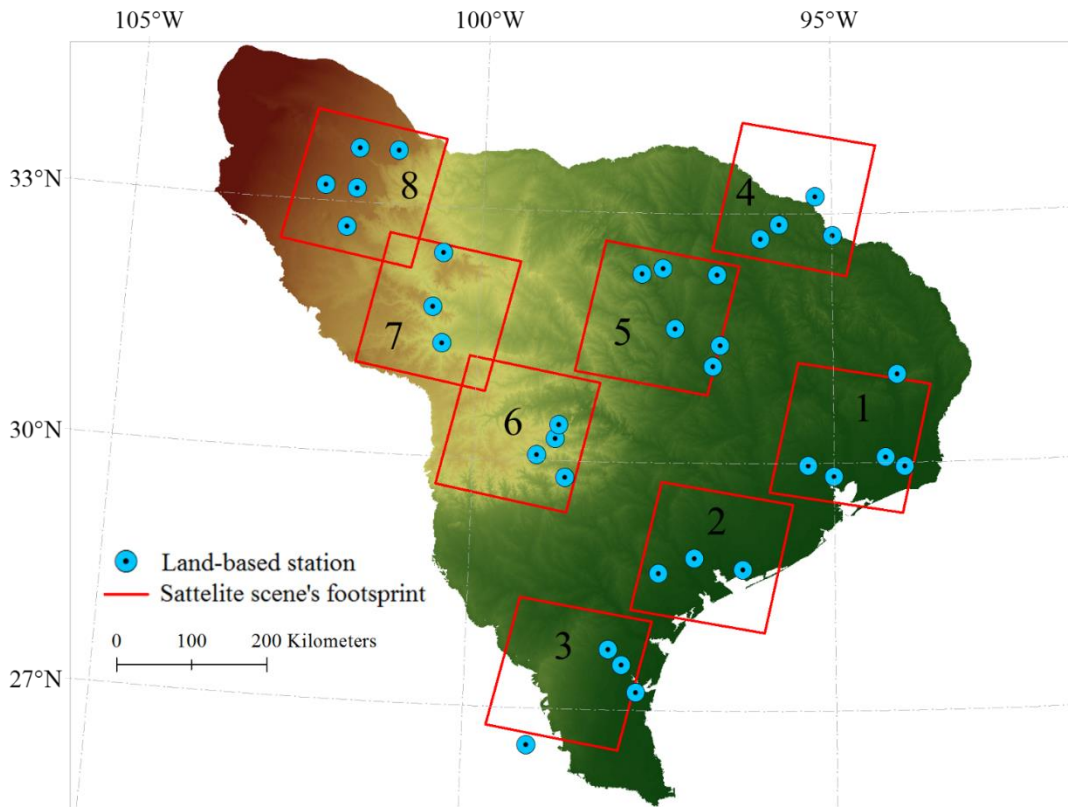 105°W 100°W 95°W
33°N
8
4
7
5
1
6
30°N
2
Land-based station
Sattelite scene's footsprint
0 100 200 Kilometers
3
27°N